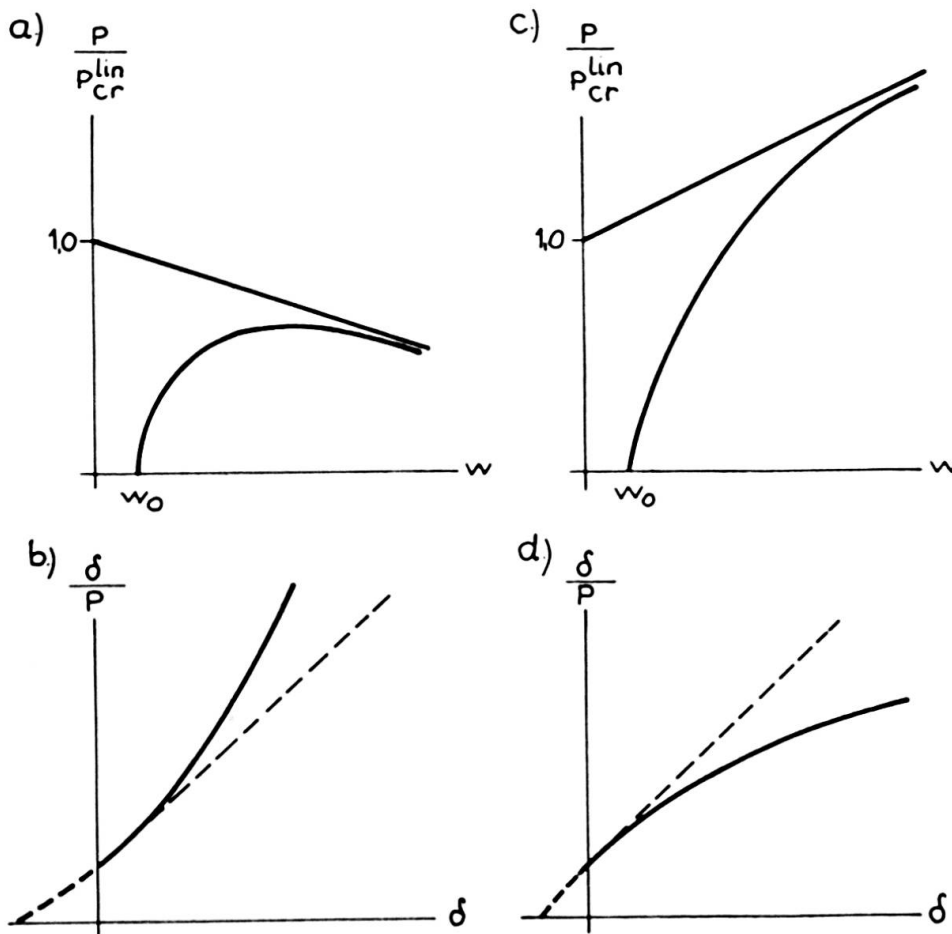 a.)
P
P lin cr
1,0
w₀
w
c.)
P
P lin cr
1,0
w₀
w
b.)
δ
P
δ
d.)
δ
P
δ